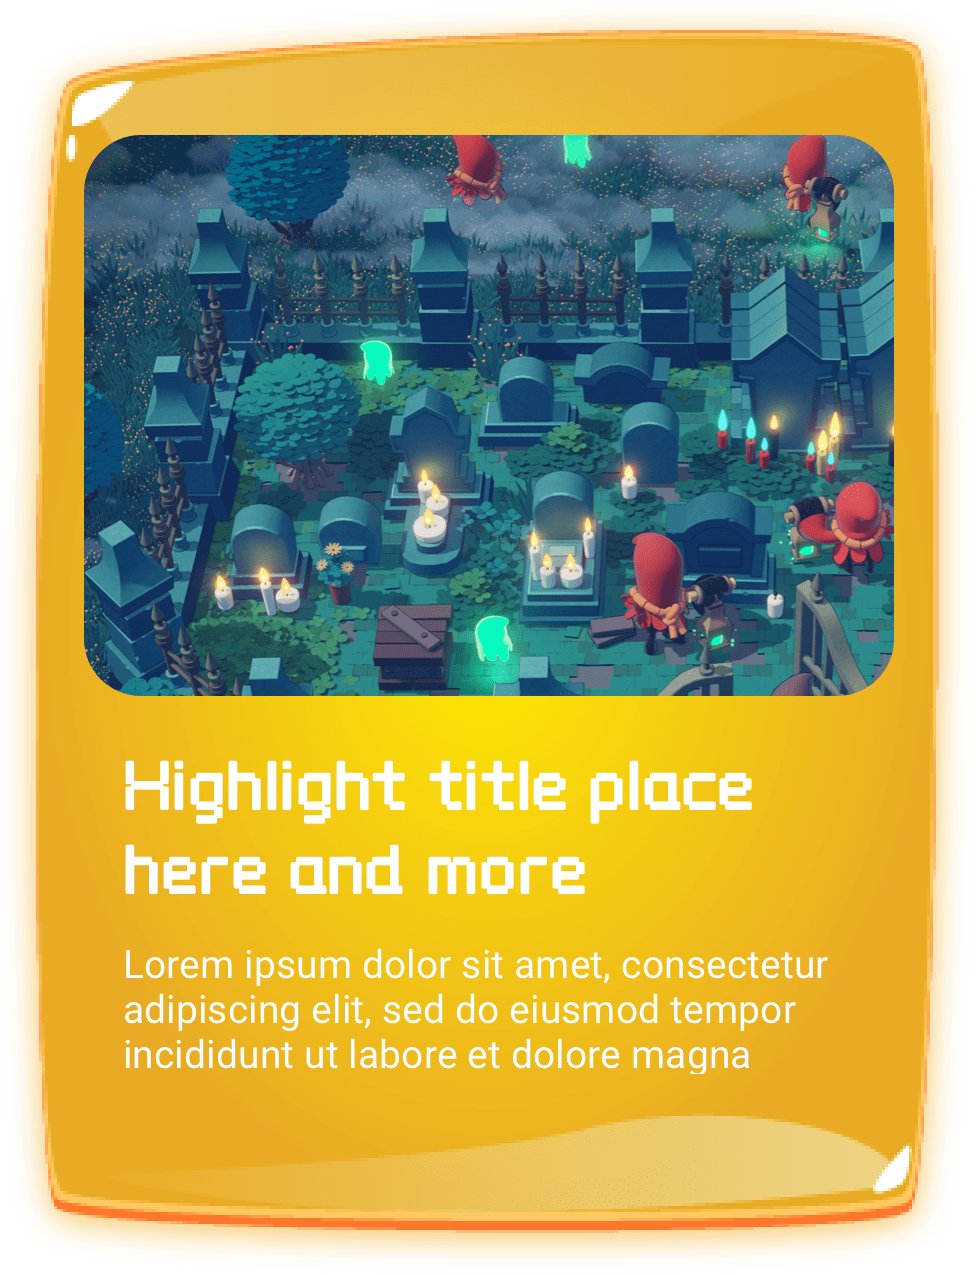 Highlight title place
here and more
Lorem ipsum dolor sit amet, consectetur
adipiscing elit, sed do eiusmod tempor
incididunt ut labore et dolore magna